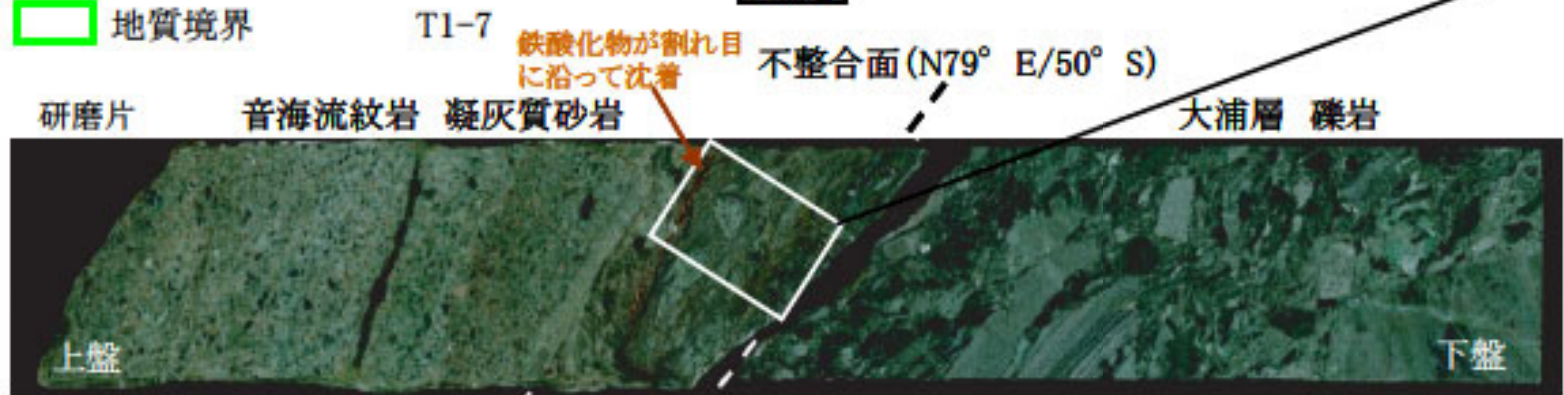 地質境界
T1-7
鉄酸化物が割れ目
に沿って沈着
不整合面(N79° E/50° S)
研磨片
音海流紋岩 凝灰質砂岩
大浦層 礫岩
上盤
下盤